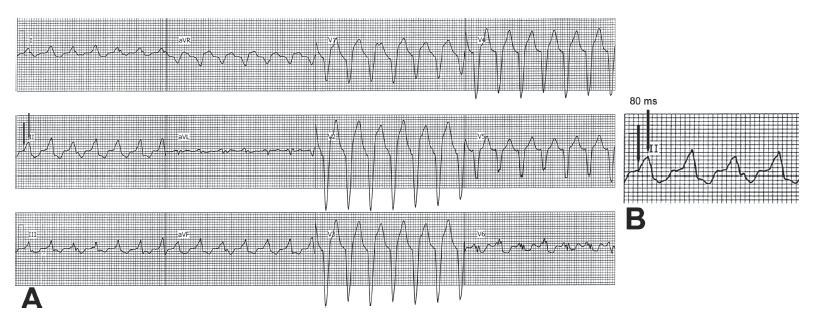 I aVR V1 V4
80 ms
II aVL V2 V5
II
B
III aVF V3 V6
A